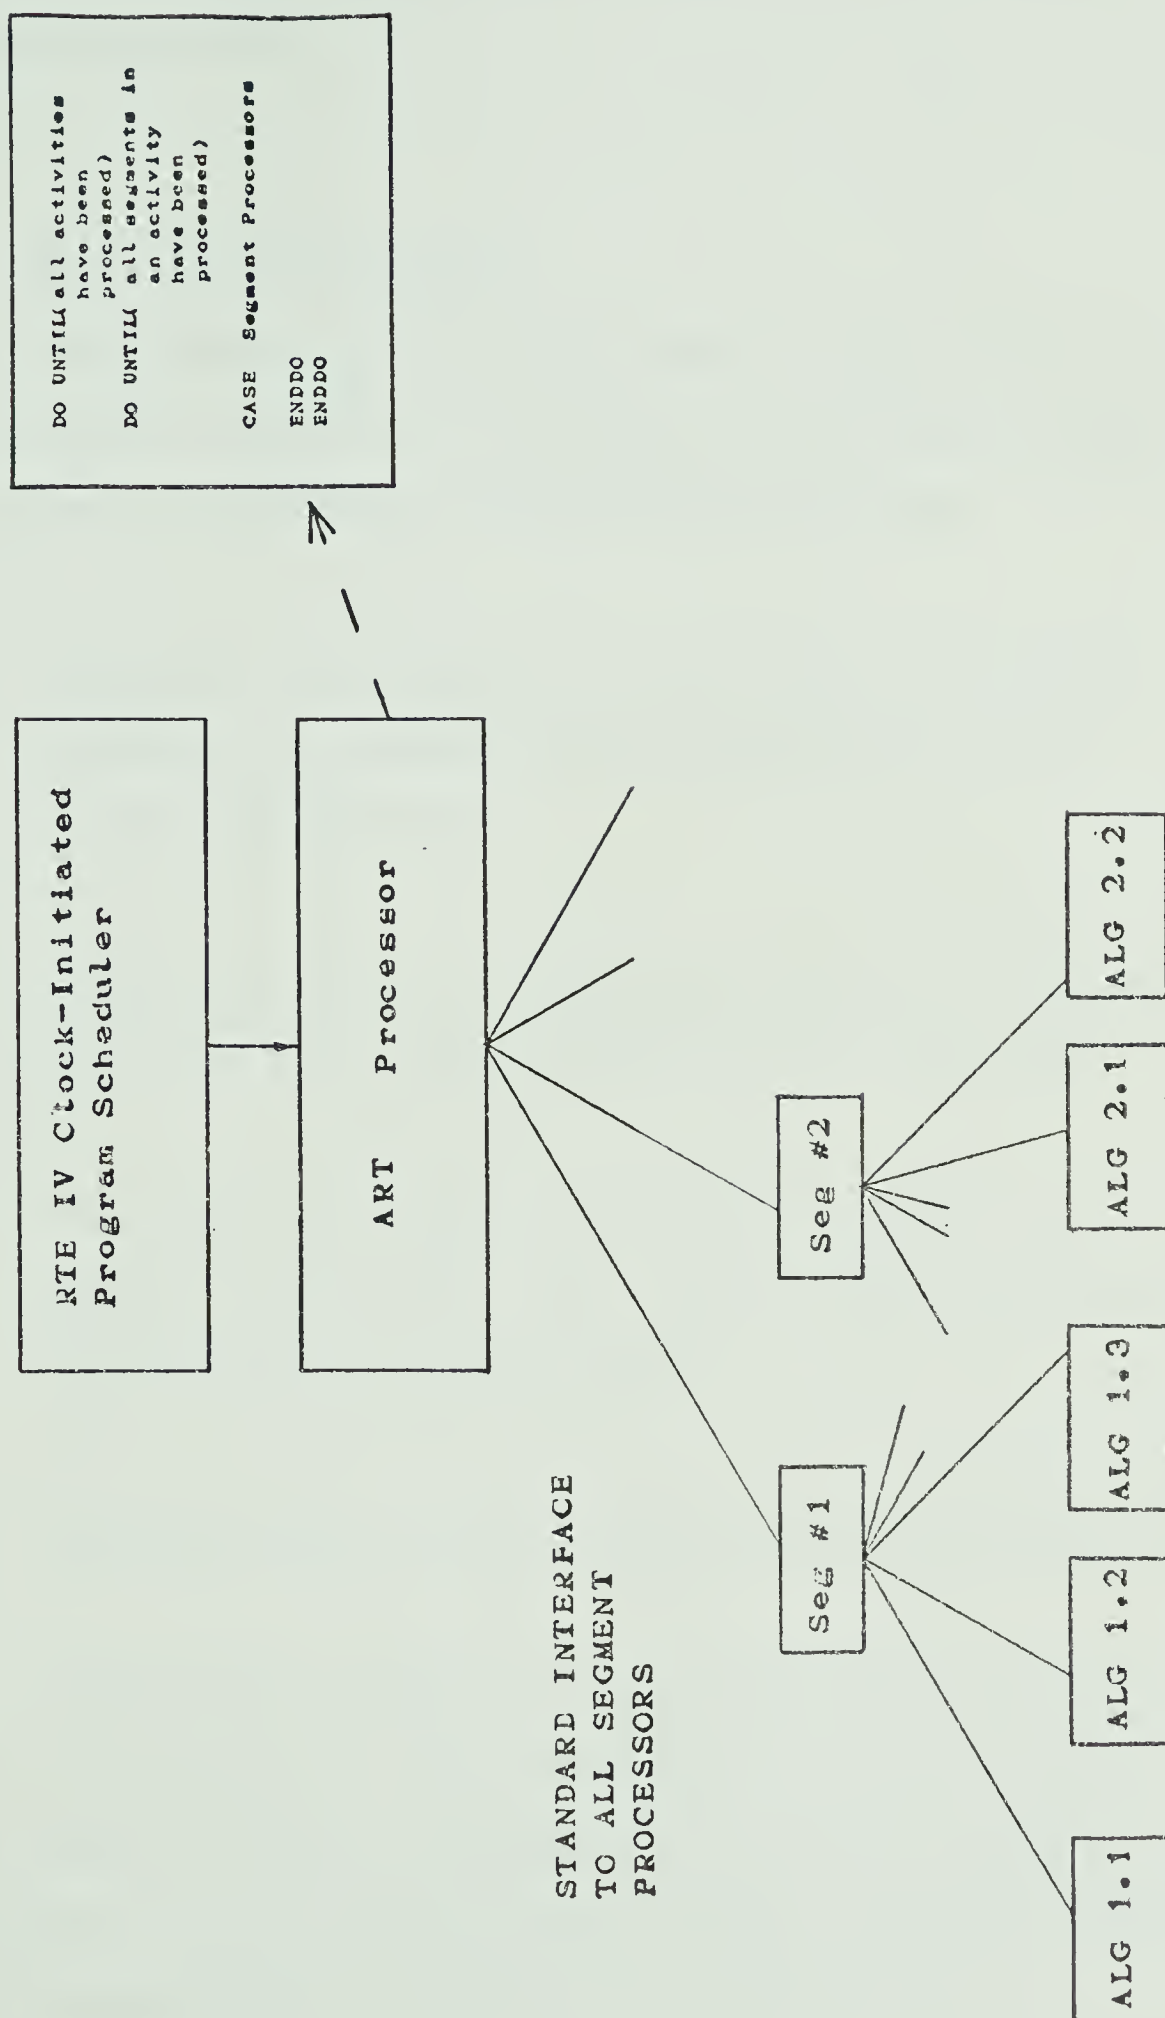 RTE IV Clock-Initiated
Program Scheduler
ART Processor
DO UNTIL(all activities
have been
processed)
DO UNTIL( all segments in
an activity
have been
processed)
CASE Segment Processors
ENDDO
ENDDO
STANDARD INTERFACE
TO ALL SEGMENT
PROCESSORS
Seg #1
Seg #2
ALG 1.1
ALG 1.2
ALG 1.3
ALG 2.1
ALG 2.2